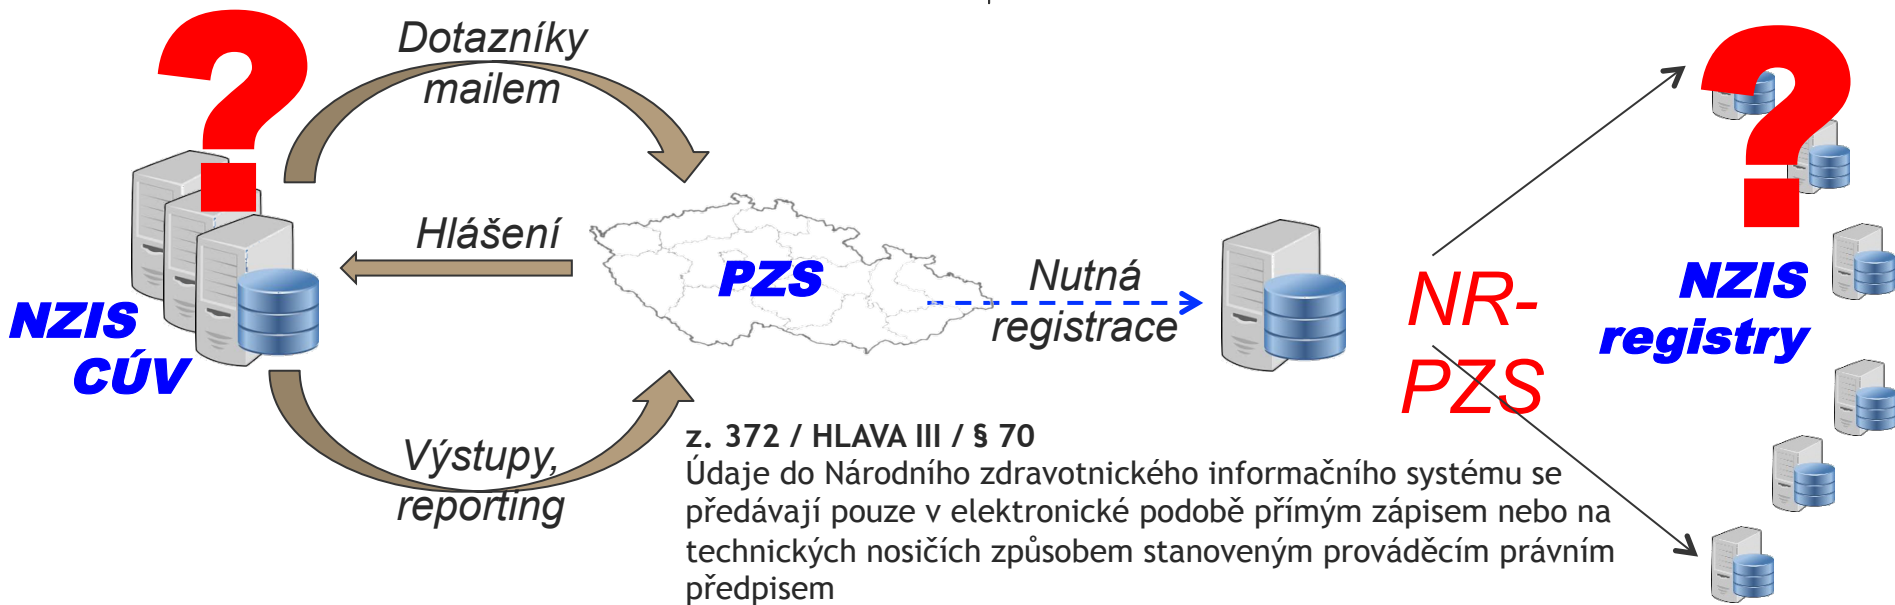 Dotazníky
mailem
Hlášení
NZIS
CÚV
Výstupy,
reporting
PZS
Nutná
registrace
NR-
PZS
NZIS
registry
z. 372 / HLAVA III / § 70
Údaje do Národního zdravotnického informačního systému se
předávají pouze v elektronické podobě přímým zápisem nebo na
technických nosičích způsobem stanoveným prováděcím právním
předpisem
?
?